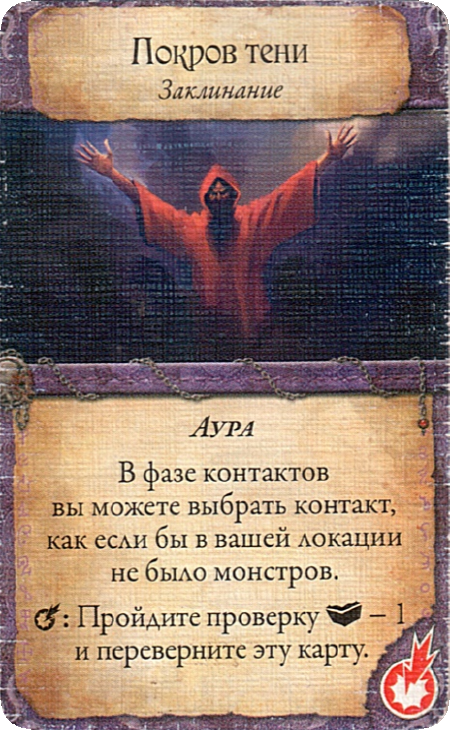 Покров тени
Заклинание
Аура
В фазе контактов
вы можете выбрать контакт,
как если бы в вашей локации
не было монстров.
: Пройдите проверку – 1
и переверните эту карту.